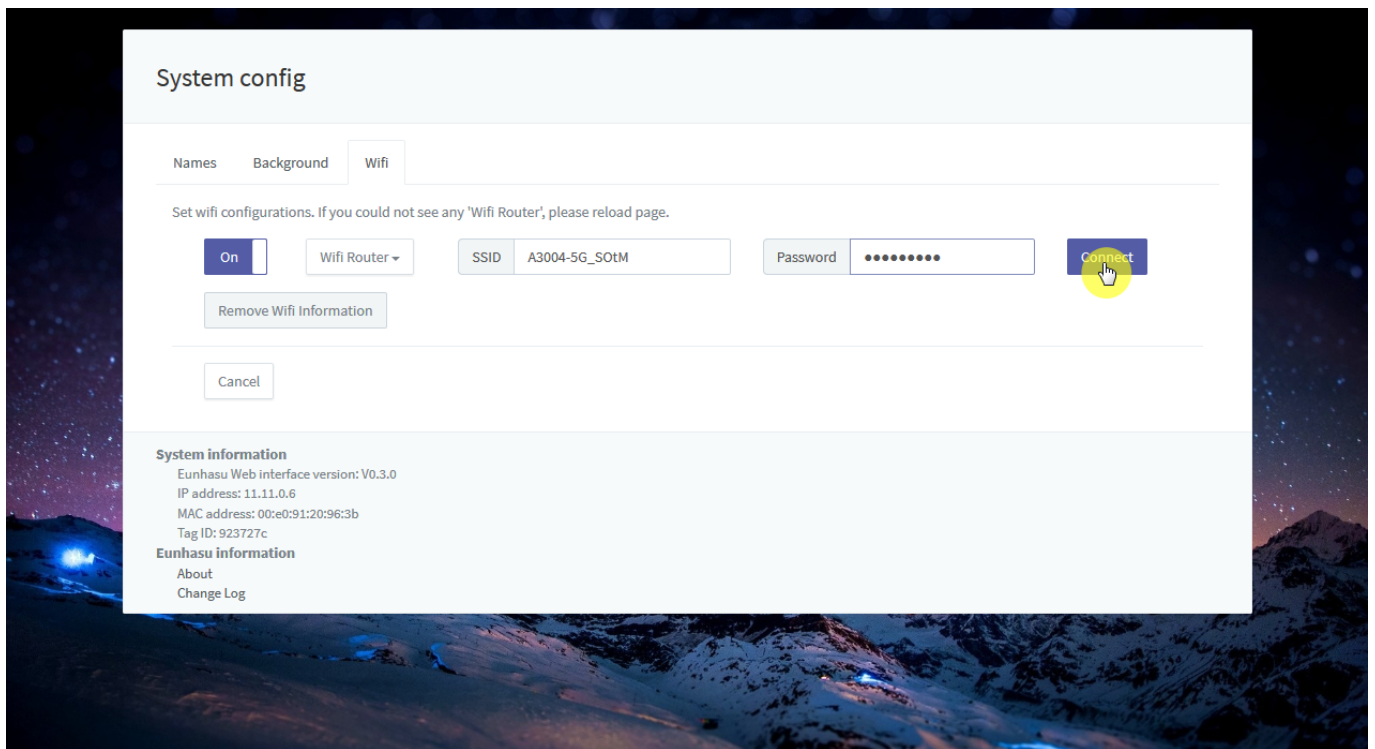 System config
Names Background Wifi
Set wifi configurations. If you could not see any 'Wifi Router', please reload page.
On Wifi Router SSID A3004-5G_SOtM Password ●●●●●●●●● Connect
Remove Wifi Information
Cancel
System information
Eunhasu Web interface version: V0.3.0
IP address: 11.11.0.6
MAC address: 00:e0:91:20:96:3b
Tag ID: 923727c
Eunhasu information
About
Change Log